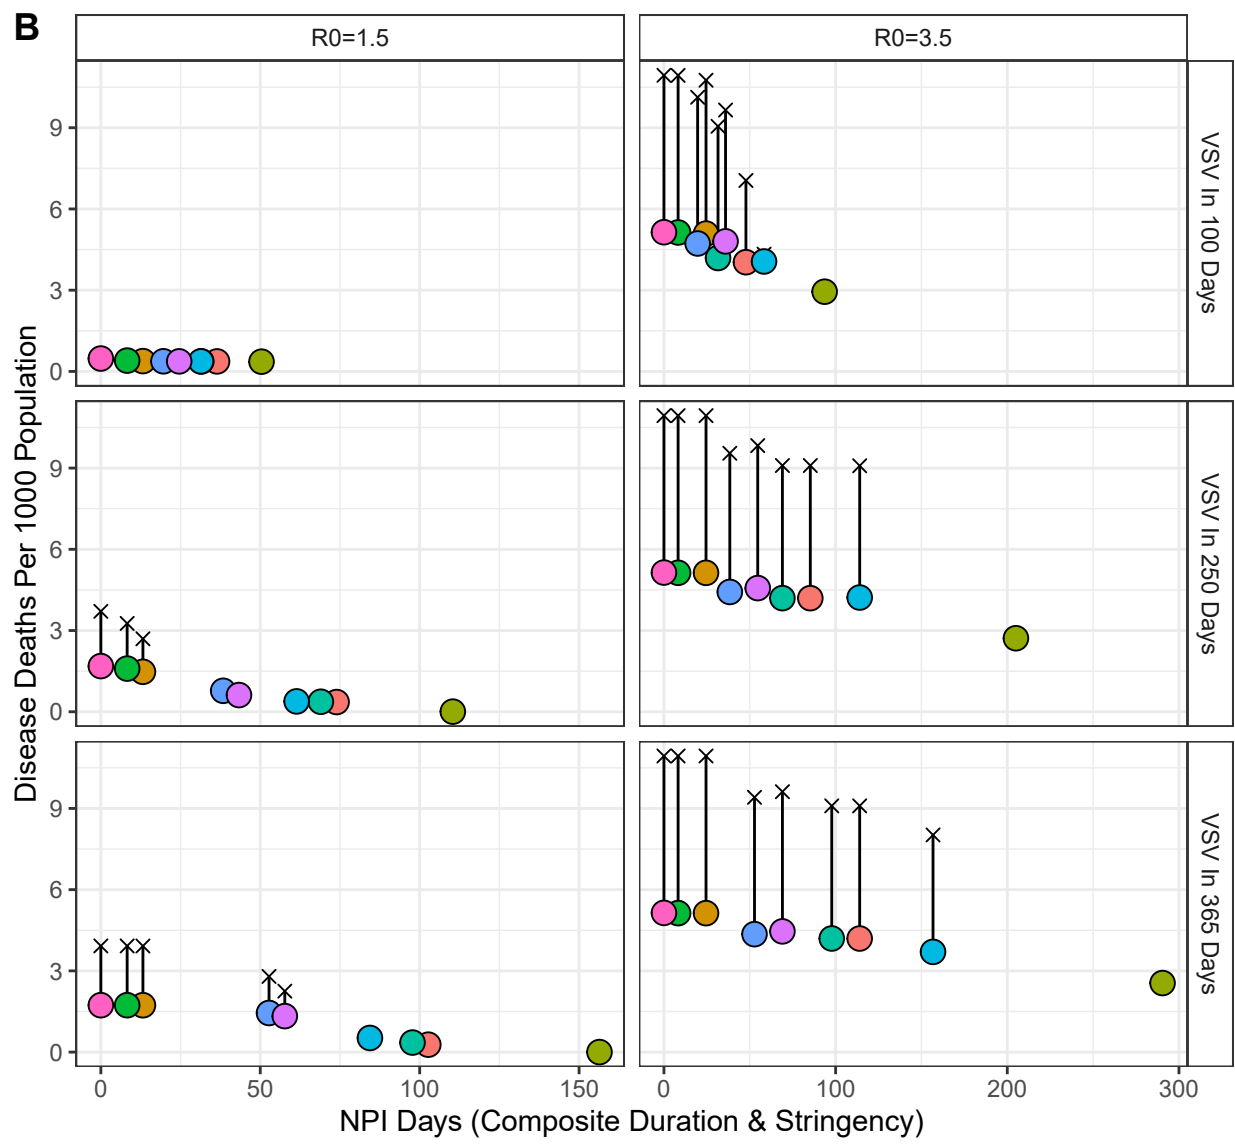 B
R0=1.5
R0=3.5
Disease Deaths Per 1000 Population
9
6
3
0
VSV In 100 Days
9
6
3
0
VSV In 250 Days
9
6
3
0
VSV In 365 Days
0 50 100 150
0 100 200 300
NPI Days (Composite Duration & Stringency)